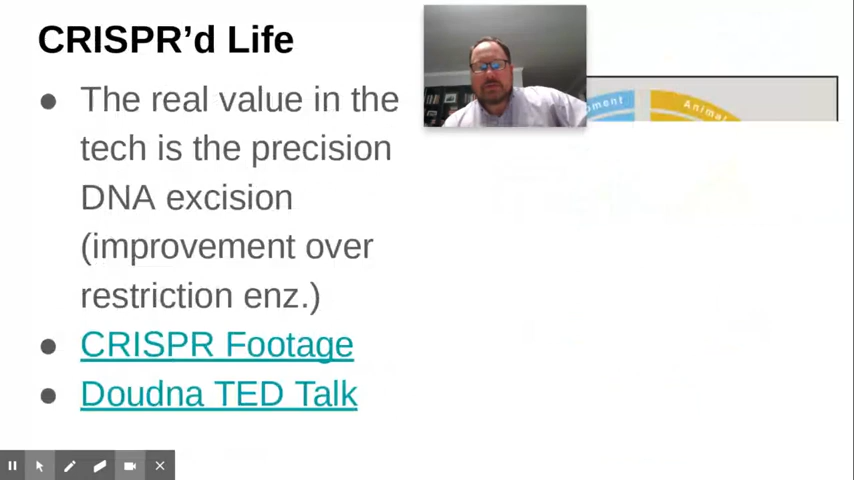 CRISPR’d Life
● The real value in the
tech is the precision
DNA excision
(improvement over
restriction enz.)
● CRISPR Footage
● Doudna TED Talk
Animal